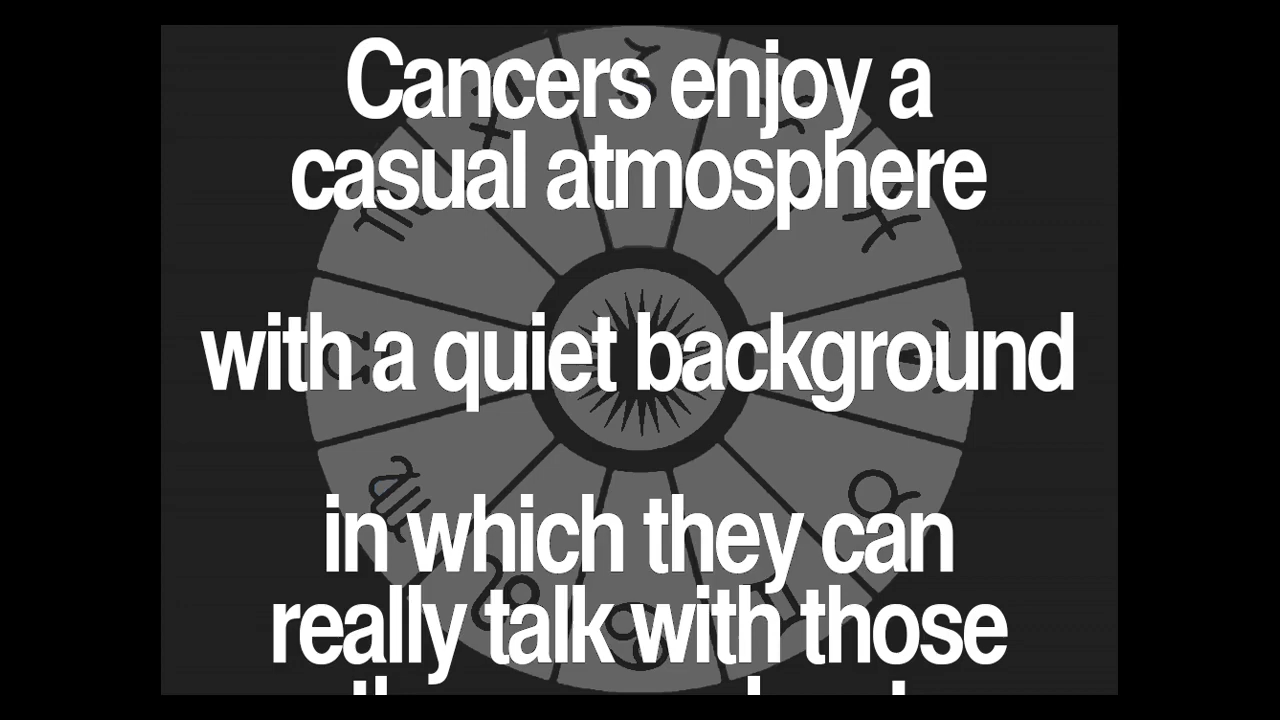 Cancers enjoy a
casual atmosphere
with a quiet background
in which they can
really talk with those